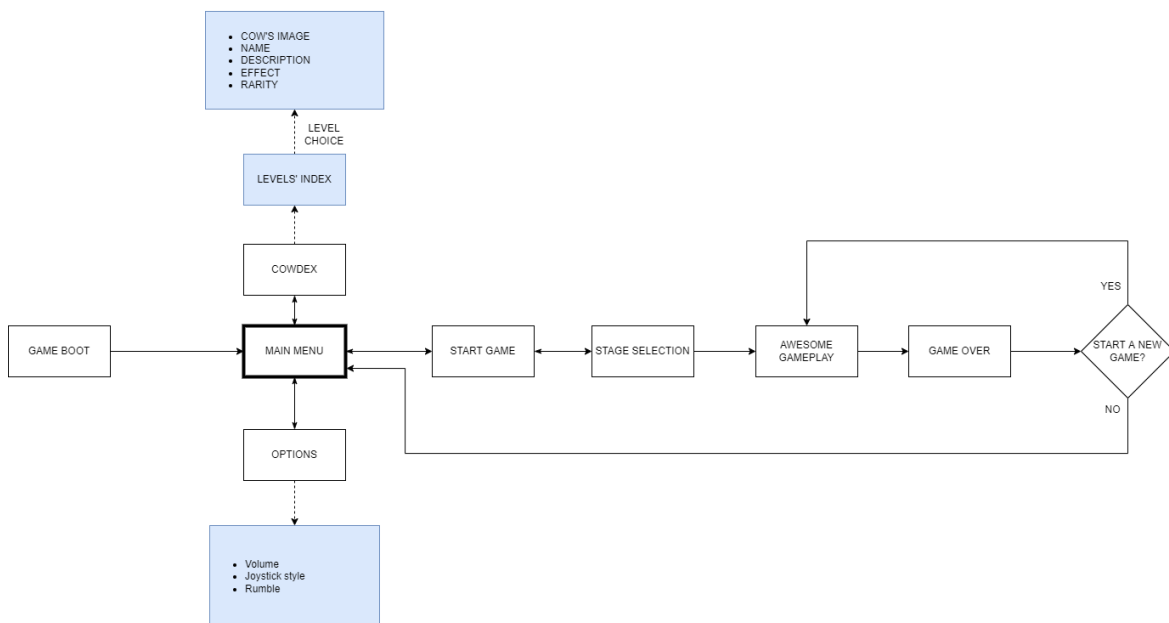 COW'S IMAGE
NAME
DESCRIPTION
EFFECT
RARITY
LEVEL
CHOICE
LEVELS' INDEX
COWDEX
YES
GAME BOOT
MAIN MENU
START GAME
STAGE SELECTION
AWESOME
GAMEPLAY
GAME OVER
START A NEW
GAME?
NO
OPTIONS
Volume
Joystick style
Rumble